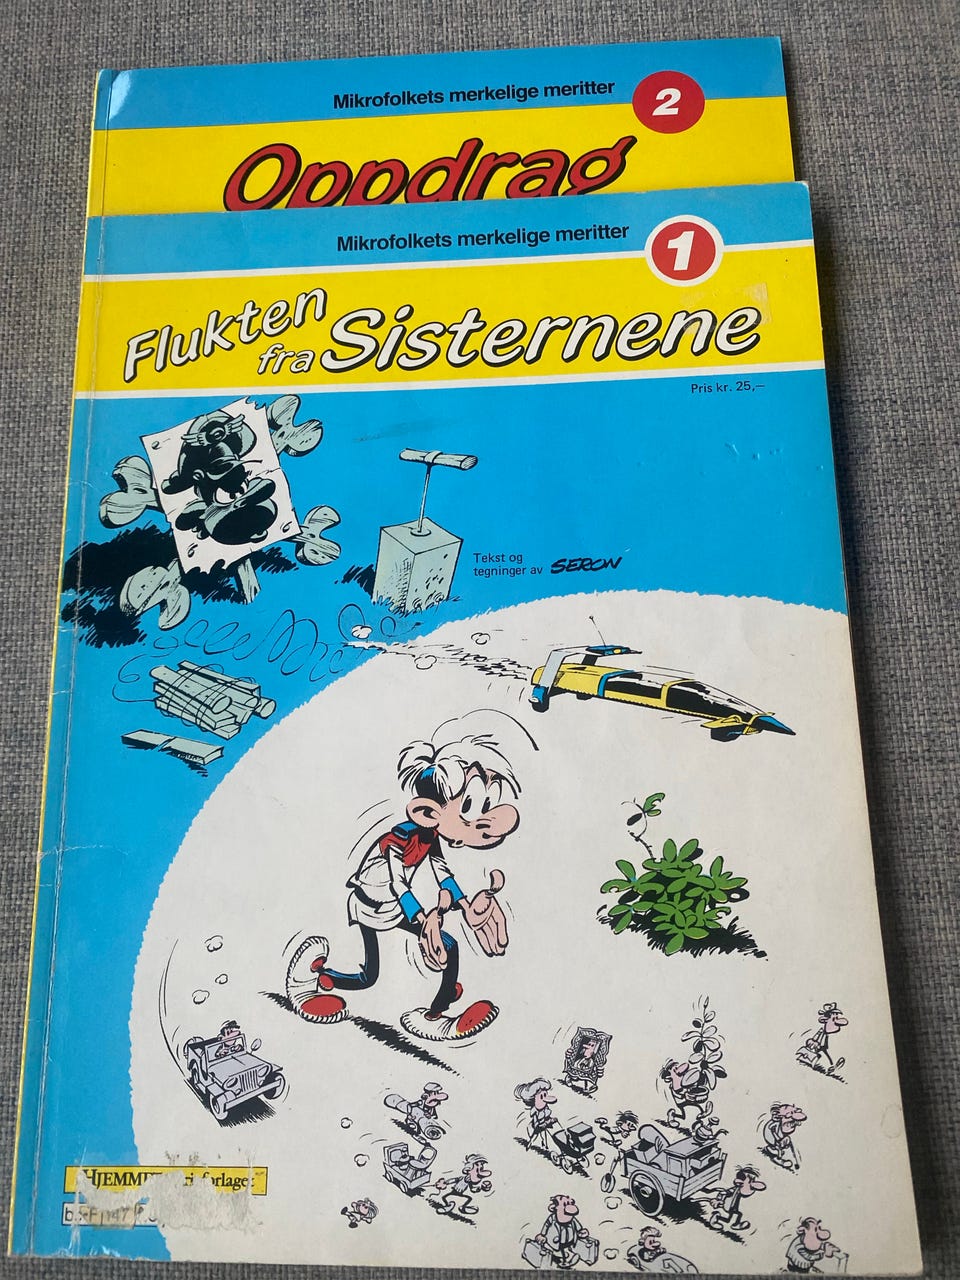 Mikrofolkets merkelige meritter
2
Oppdrag
Mikrofolkets merkelige meritter
1
Flukten
fra Sisternene
Pris kr. 25,–
Tekst og
tegninger av SERON